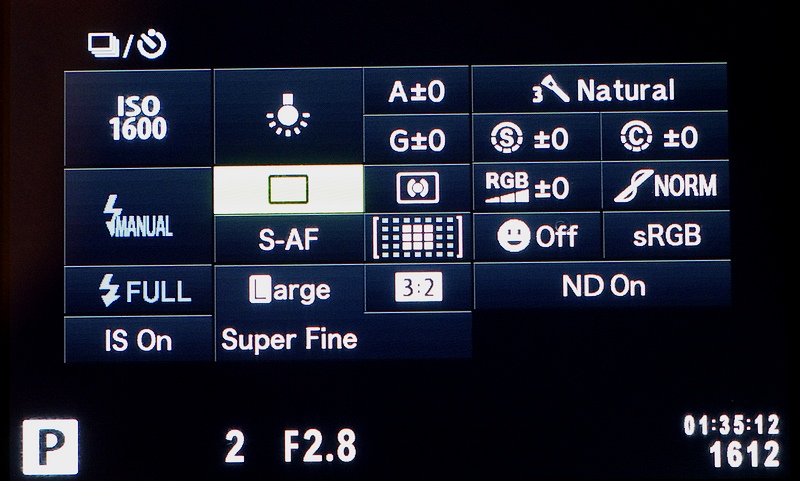 /
ISO
1600
A±0
G±0
3 Natural
S ±0
C ±0
MANUAL
RGB ±0
NORM
S-AF
Off
sRGB
FULL
Large
3:2
ND On
IS On
Super Fine
P
2 F2.8
01:35:12
1612